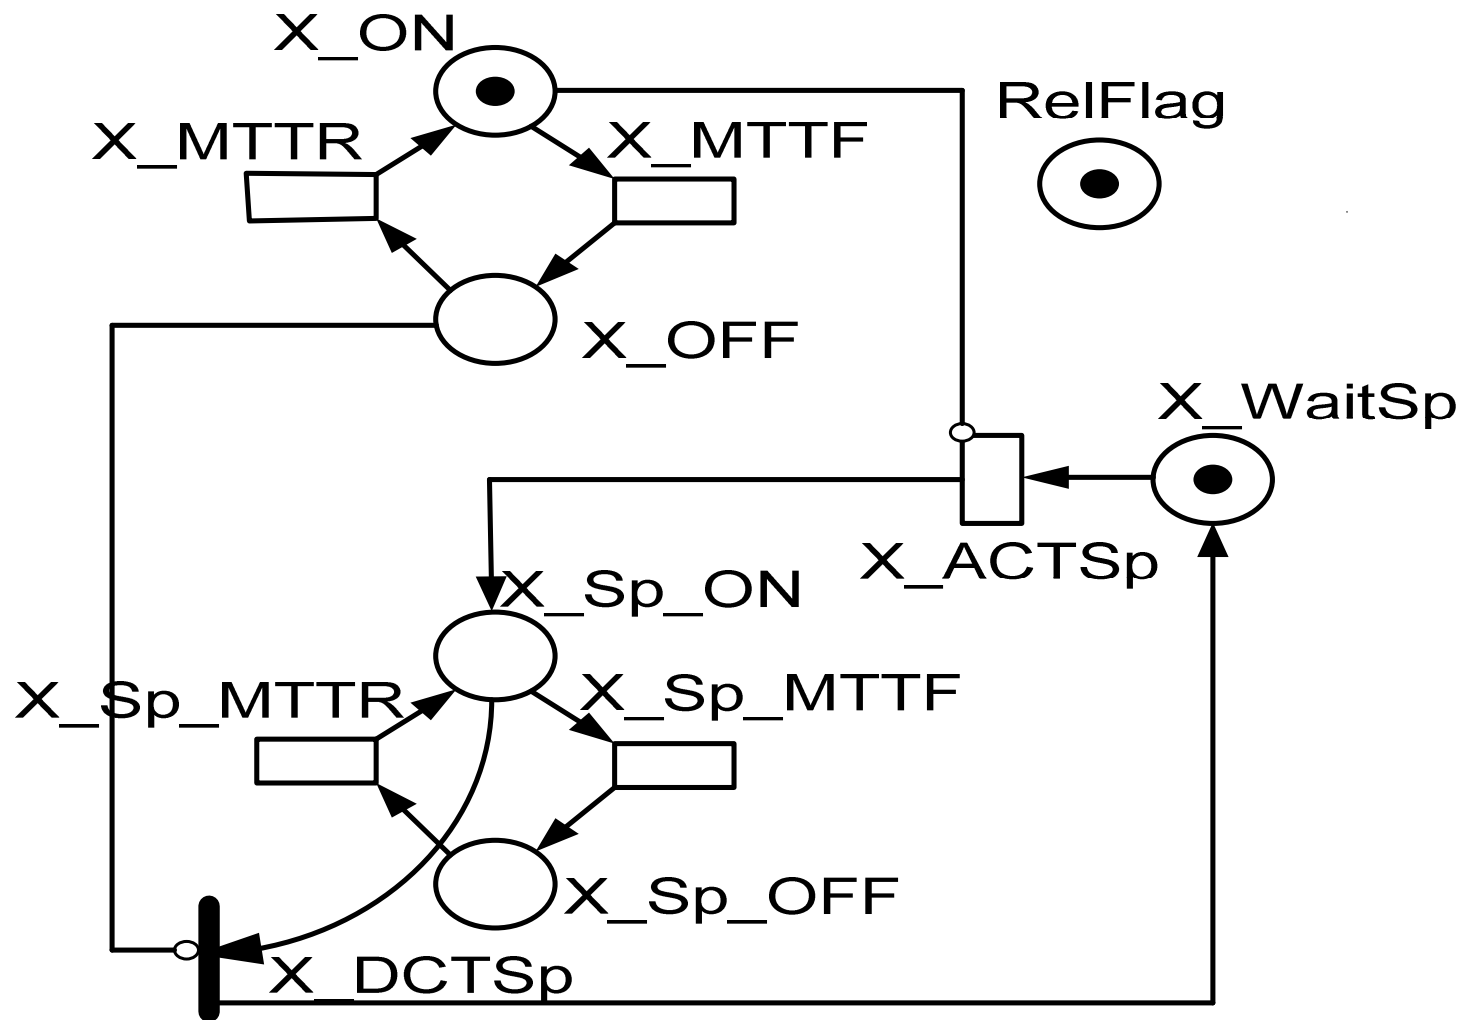 X_ON
RelFlag
X_MTTR
X_MTTF
X_OFF
X_WaitSp
X_ACTSp
X_Sp_ON
X_Sp_MTTR
X_Sp_MTTF
X_Sp_OFF
X_DCTSp